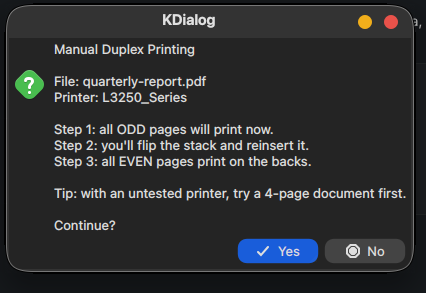 KDialog
Manual Duplex Printing
File: quarterly-report.pdf
Printer: L3250_Series
Step 1: all ODD pages will print now.
Step 2: you'll flip the stack and reinsert it.
Step 3: all EVEN pages print on the backs.
Tip: with an untested printer, try a 4-page document first.
Continue?
Yes
No